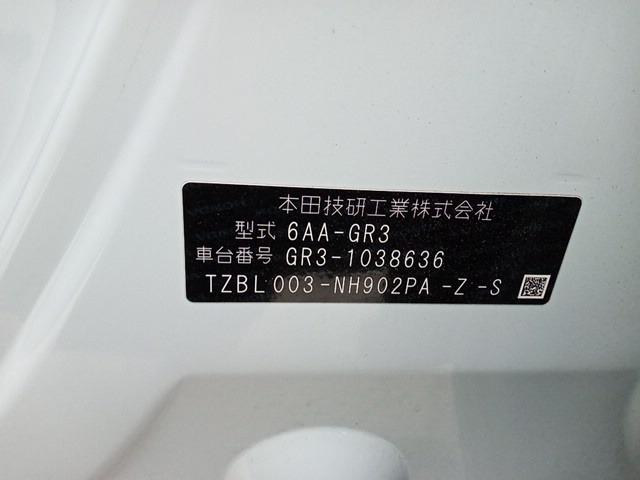 本田技研工業株式会社
型式 6AA-GR3
車台番号 GR3-1038636
TZBL 003-NH902PA -Z -S